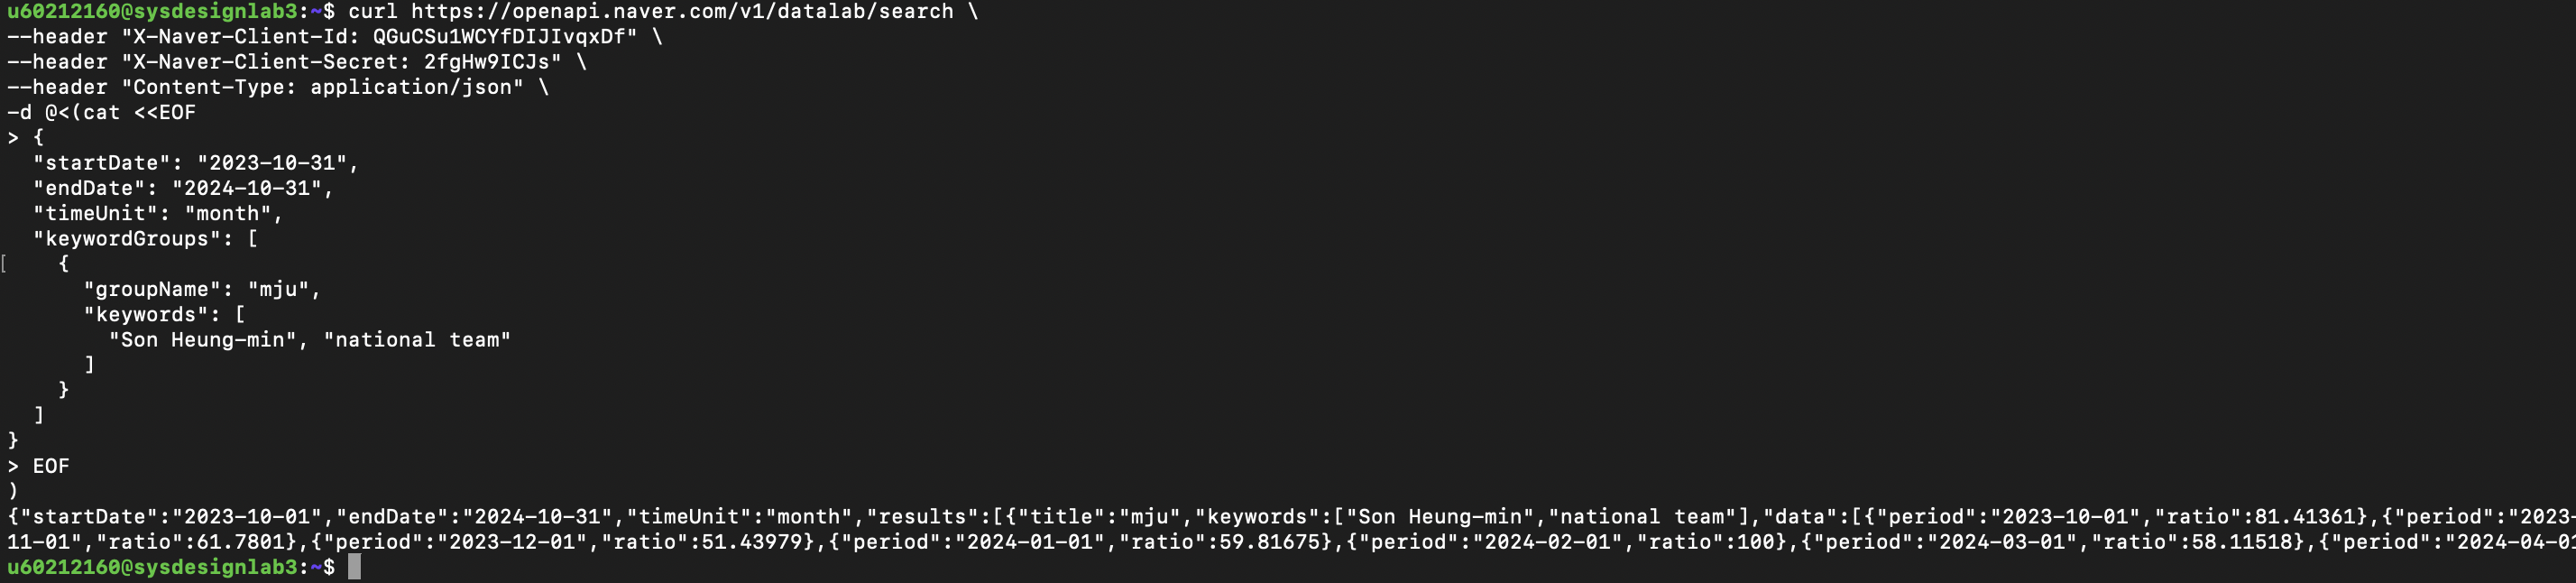 u60212160@sysdesignlab3:~$ curl https://openapi.naver.com/v1/datalab/search \
--header "X-Naver-Client-Id: QGuCSu1WCYfDIJIvqxDf" \
--header "X-Naver-Client-Secret: 2fgHw9ICJs" \
--header "Content-Type: application/json" \
-d @<(cat <<EOF
> {
  "startDate": "2023-10-31",
  "endDate": "2024-10-31",
  "timeUnit": "month",
  "keywordGroups": [
[    {
      "groupName": "mju",
      "keywords": [
        "Son Heung-min", "national team"
      ]
    }
  ]
}
> EOF
)
{"startDate":"2023-10-01","endDate":"2024-10-31","timeUnit":"month","results":[{"title":"mju","keywords":["Son Heung-min","national team"],"data":[{"period":"2023-10-01","ratio":81.41361},{"period":"2023-
11-01","ratio":61.7801},{"period":"2023-12-01","ratio":51.43979},{"period":"2024-01-01","ratio":59.81675},{"period":"2024-02-01","ratio":100},{"period":"2024-03-01","ratio":58.11518},{"period":"2024-04-01
u60212160@sysdesignlab3:~$